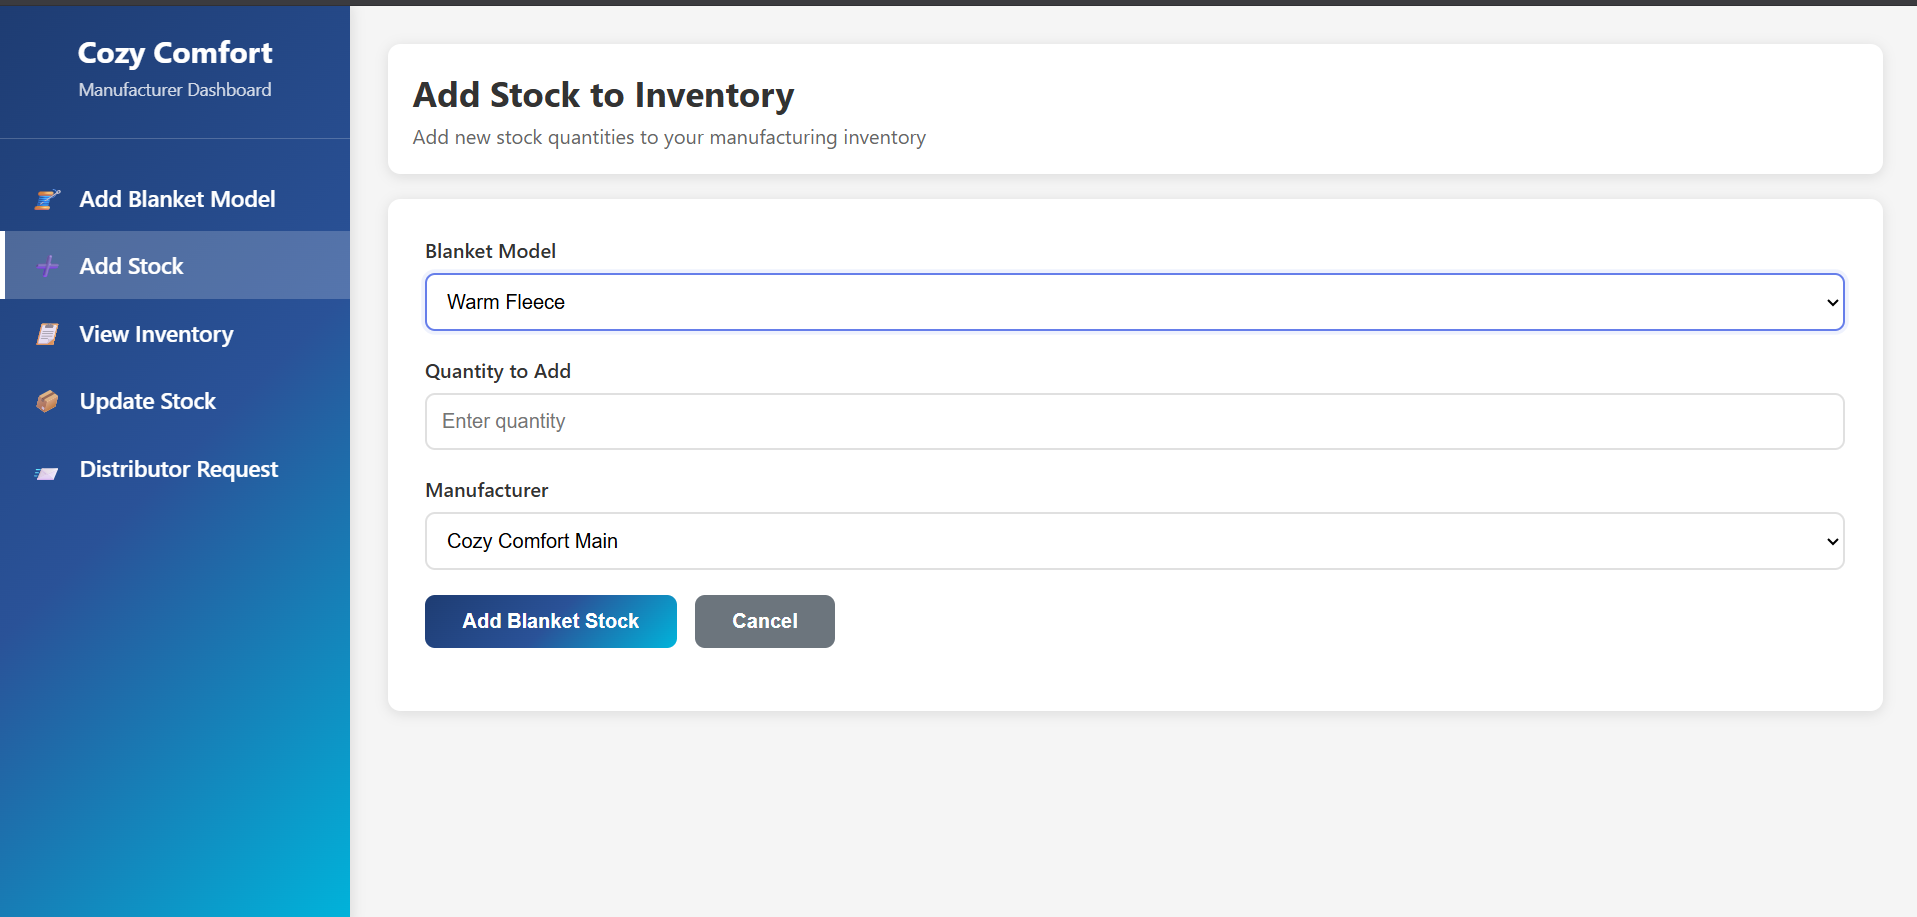 Cozy Comfort
Manufacturer Dashboard
Add Blanket Model
Add Stock
View Inventory
Update Stock
Distributor Request
Add Stock to Inventory
Add new stock quantities to your manufacturing inventory
Blanket Model
Warm Fleece
Quantity to Add
Enter quantity
Manufacturer
Cozy Comfort Main
Add Blanket Stock
Cancel